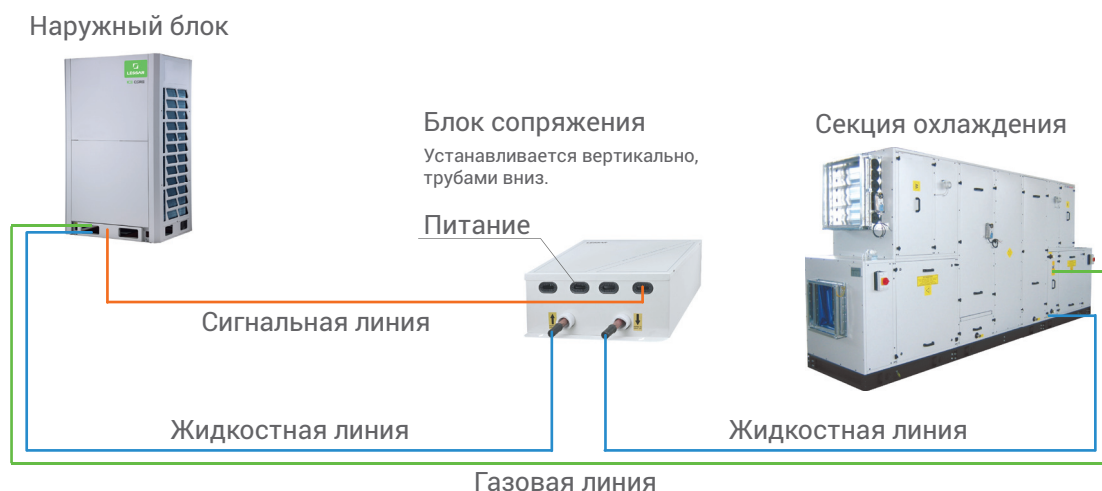 Наружный блок
LESSAR
Блок сопряжения
Устанавливается вертикально,
трубами вниз.
Питание
Секция охлаждения
Сигнальная линия
Жидкостная линия
Жидкостная линия
Газовая линия